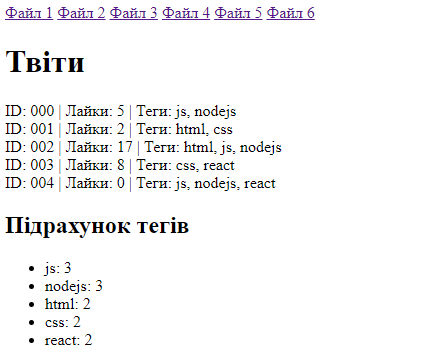 Файл 1 Файл 2 Файл 3 Файл 4 Файл 5 Файл 6
Твіти
ID: 000 | Лайки: 5 | Теги: js, nodejs
ID: 001 | Лайки: 2 | Теги: html, css
ID: 002 | Лайки: 17 | Теги: html, js, nodejs
ID: 003 | Лайки: 8 | Теги: css, react
ID: 004 | Лайки: 0 | Теги: js, nodejs, react
Підрахунок тегів
• js: 3
• nodejs: 3
• html: 2
• css: 2
• react: 2